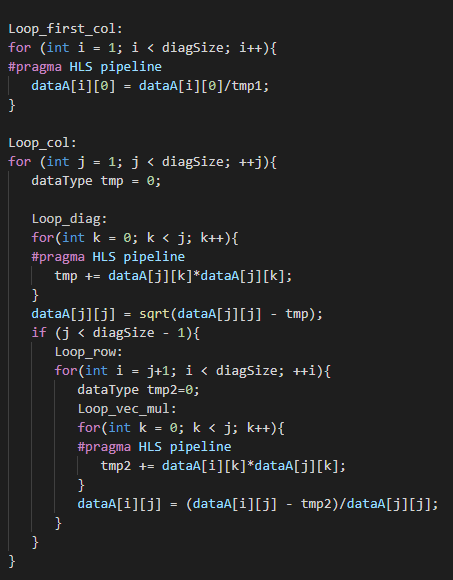 Loop_first_col:
for (int i = 1; i < diagSize; i++){
#pragma HLS pipeline
   dataA[i][0] = dataA[i][0]/tmp1;
}

Loop_col:
for (int j = 1; j < diagSize; ++j){
   dataType tmp = 0;

   Loop_diag:
   for(int k = 0; k < j; k++){
   #pragma HLS pipeline
      tmp += dataA[j][k]*dataA[j][k];
   }
   dataA[j][j] = sqrt(dataA[j][j] - tmp);
   if (j < diagSize - 1){
      Loop_row:
      for(int i = j+1; i < diagSize; ++i){
         dataType tmp2=0;
         Loop_vec_mul:
         for(int k = 0; k < j; k++){
         #pragma HLS pipeline
            tmp2 += dataA[i][k]*dataA[j][k];
         }
         dataA[i][j] = (dataA[i][j] - tmp2)/dataA[j][j];
      }
   }
}